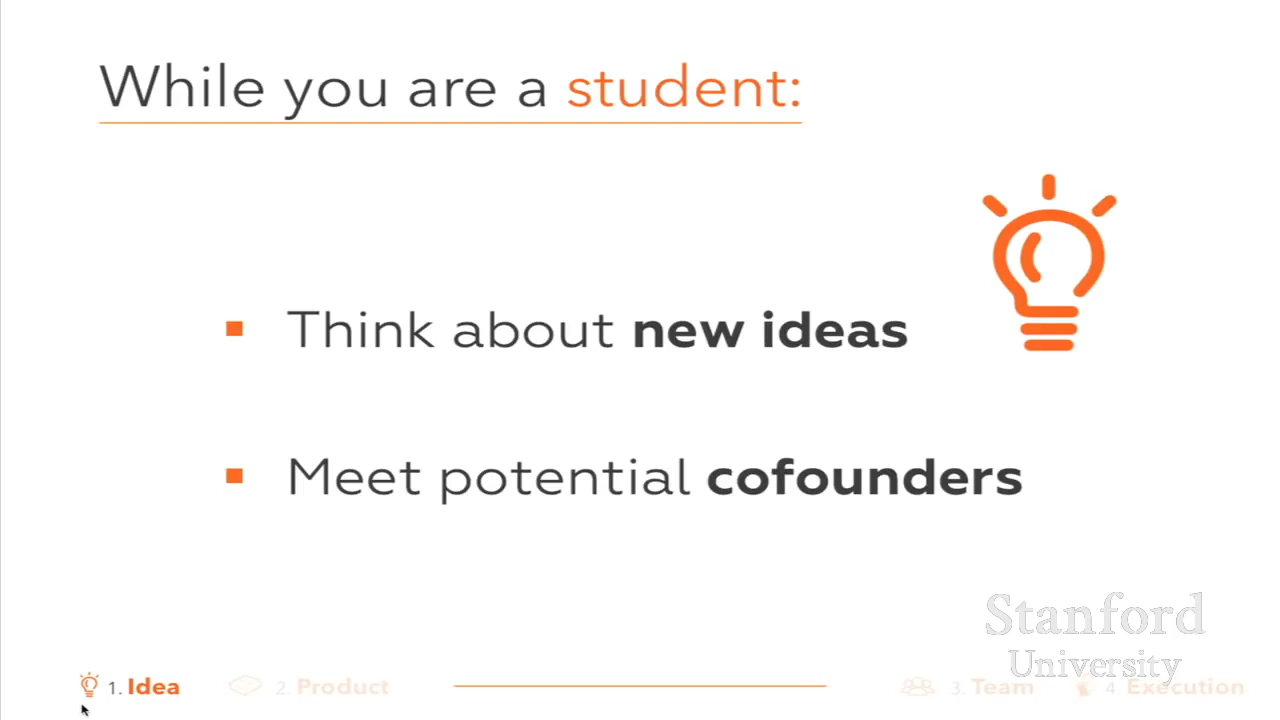 While you are a student:
Think about new ideas
Meet potential cofounders
Stanford
University
1. Idea
2. Product
3. Team
4 Execution